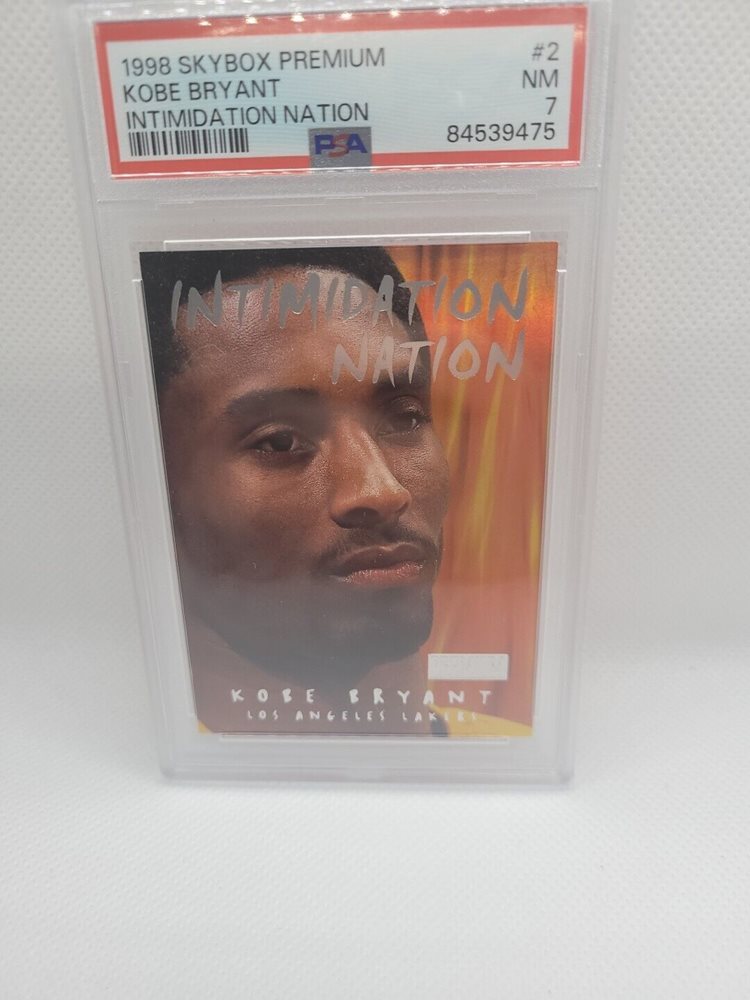 1998 SKYBOX PREMIUM #2
KOBE BRYANT NM
INTIMIDATION NATION 7
PSA 84539475
INTIMIDATION
NATION
KOBE BRYANT
LOS ANGELES LAKERS